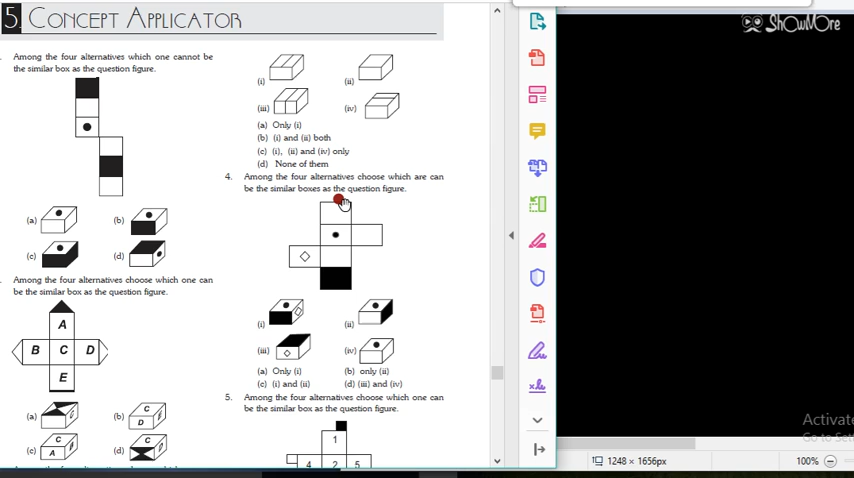 5. CONCEPT APPLICATOR
Among the four alternatives which one cannot be
the similar box as the question figure.
(a)
(b)
(c)
(d)
Among the four alternatives choose which one can
be the similar box as the question figure.
A
B C D
E
(a)
(b) C
D
(c) C
A
(d) C
(i)
(ii)
(iii)
(iv)
(a) Only (i)
(b) (i) and (ii) both
(c) (i), (ii) and (iv) only
(d) None of them
4. Among the four alternatives choose which are can
be the similar boxes as the question figure.
(i)
(ii)
(iii)
(iv)
(a) Only (i)
(b) only (ii)
(c) (i) and (ii)
(d) (iii) and (iv)
5. Among the four alternatives choose which one can
be the similar box as the question figure.
1
4 2 5
ShowMore
Activate
1248 × 1656px
100%